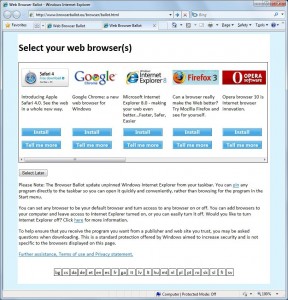 Web Browser Ballot - Windows Internet Explorer
http://www.browserballot.eu/browser/ballot.html
Favorites
Web Browser Ballot
Page
Safety
Tools
Select your web browser(s)
Safari 4
Google Chrome
Windows Internet Explorer 8
Firefox 3
OPERA software
Introducing Apple Safari 4.0. See the web in a whole new way.
Google Chrome: a new web browser for Windows
Microsoft Internet Explorer 8.0 - making your web even better...Faster, Safer, Easier
Can a browser really make the Web better? Try Mozilla Firefox and see for yourself.
Opera browser 10 is Internet browser innovation.
Install
Install
Install
Install
Install
Tell me more
Tell me more
Tell me more
Tell me more
Tell me more
Select Later
Please Note: The Browser Ballot update unpinned Windows Internet Explorer from your taskbar. You can pin any
program directly to the taskbar so you can open it quickly and conveniently, rather than browsing for the program in the
Start menu.
You can set any browser to be your default browser and turn access to any browser on or off. You can add browsers to
your computer and leave access to Internet Explorer turned on, or you can easily turn it off. Would you like to turn
Internet Explorer off? Click here for more information.
To help ensure that you receive the program you want from a publisher and web site you trust, you may be asked
questions when downloading. This is a standard protection offered by Windows aimed to increase security and is not
specific to the browsers displayed on this page.
Further assistance, Terms of use and Privacy statement.
Computer | Protected Mode: Off
100%